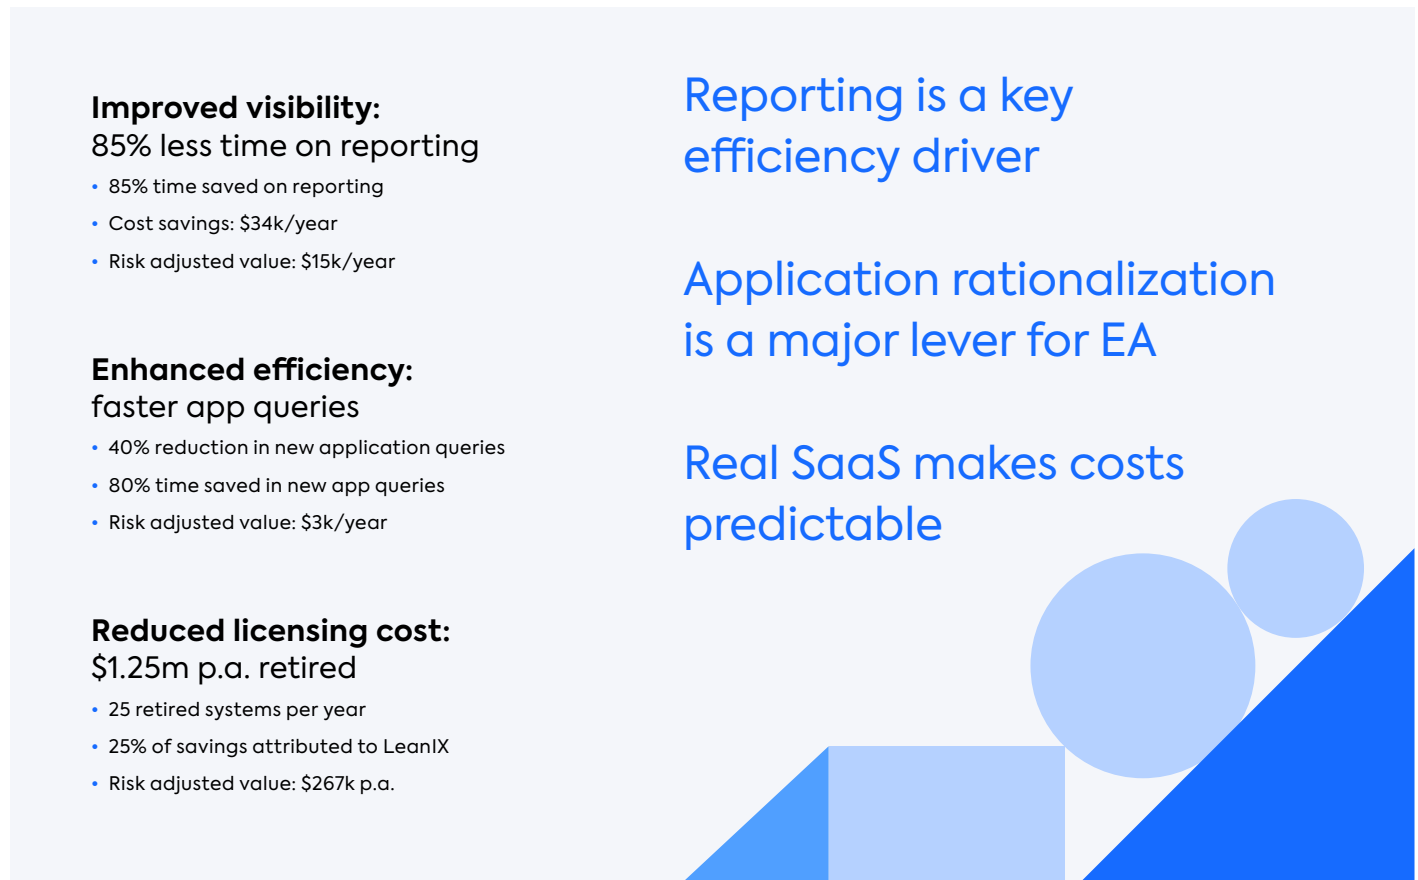 Improved visibility:
85% less time on reporting
• 85% time saved on reporting
• Cost savings: $34k/year
• Risk adjusted value: $15k/year
Enhanced efficiency:
faster app queries
• 40% reduction in new application queries
• 80% time saved in new app queries
• Risk adjusted value: $3k/year
Reduced licensing cost:
$1.25m p.a. retired
• 25 retired systems per year
• 25% of savings attributed to LeanIX
• Risk adjusted value: $267k p.a.
Reporting is a key
efficiency driver
Application rationalization
is a major lever for EA
Real SaaS makes costs
predictable